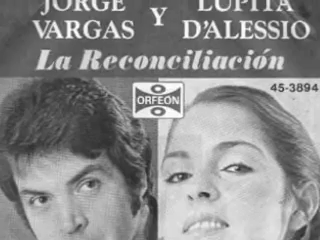 JORGE Y LUPITA
VARGAS D'ALESSIO
La Reconciliación
ORFEON
45-3894